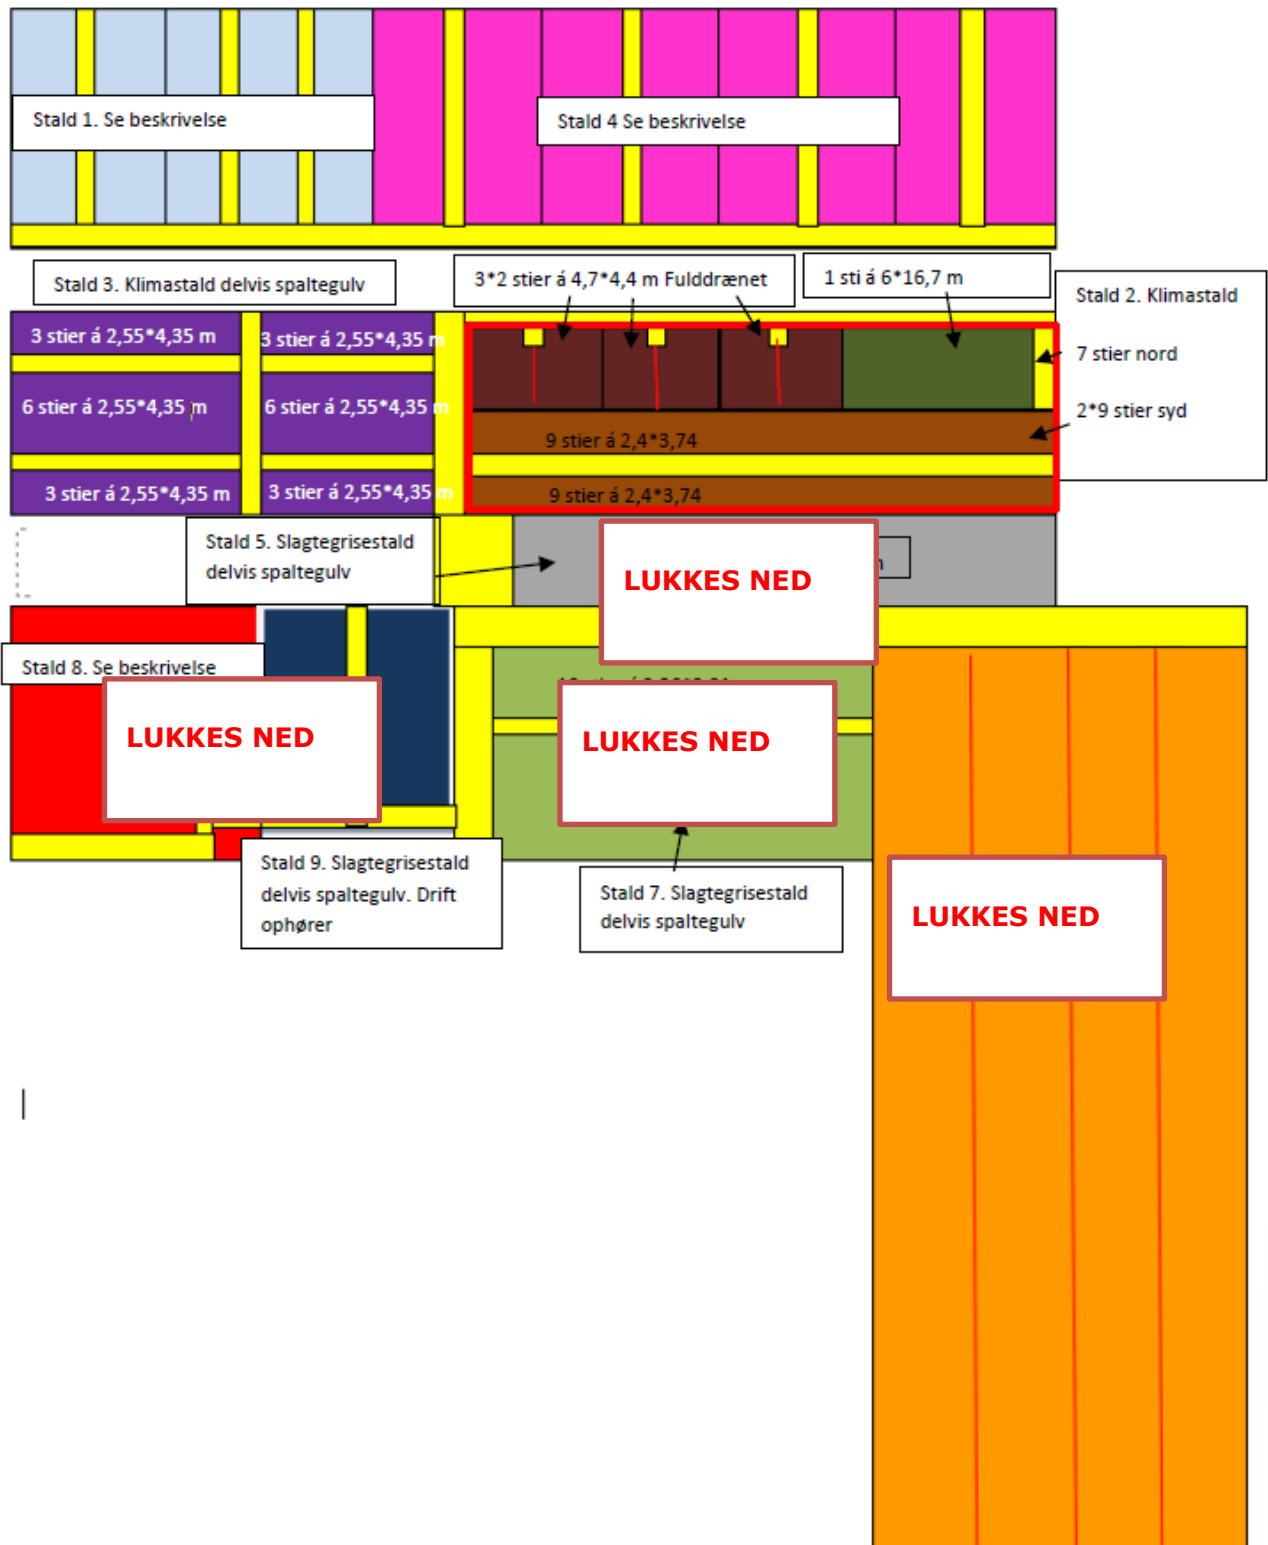 Stald 1. Se beskrivelse
Stald 4 Se beskrivelse
Stald 3. Klimastald delvis spaltegulv
3*2 stier á 4,7*4,4 m Fulddrænet
1 sti á 6*16,7 m
Stald 2. Klimastald
7 stier nord
2*9 stier syd
3 stier á 2,55*4,35 m
3 stier á 2,55*4,35 m
6 stier á 2,55*4,35 m
6 stier á 2,55*4,35 m
9 stier á 2,4*3,74
3 stier á 2,55*4,35 m
3 stier á 2,55*4,35 m
9 stier á 2,4*3,74
Stald 5. Slagtegrisestald
delvis spaltegulv
LUKKES NED
Stald 8. Se beskrivelse
LUKKES NED
LUKKES NED
Stald 9. Slagtegrisestald
delvis spaltegulv. Drift
ophører
Stald 7. Slagtegrisestald
delvis spaltegulv
LUKKES NED